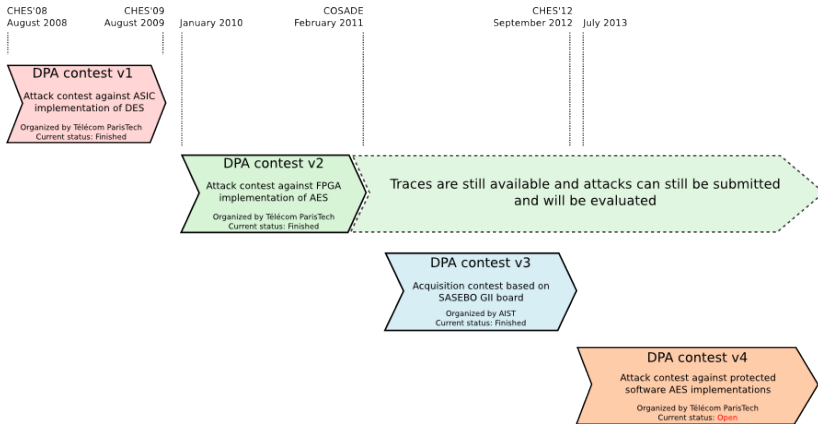 CHES'08
August 2008
CHES'09
August 2009
January 2010
COSADE
February 2011
CHES'12
September 2012
July 2013
DPA contest v1
Attack contest against ASIC
implementation of DES
Organized by Télécom ParisTech
Current status: Finished
DPA contest v2
Attack contest against FPGA
implementation of AES
Organized by Télécom ParisTech
Current status: Finished
Traces are still available and attacks can still be submitted
and will be evaluated
DPA contest v3
Acquisition contest based on
SASEBO GII board
Organized by AIST
Current status: Finished
DPA contest v4
Attack contest against protected
software AES implementations
Organized by Télécom ParisTech
Current status: Open